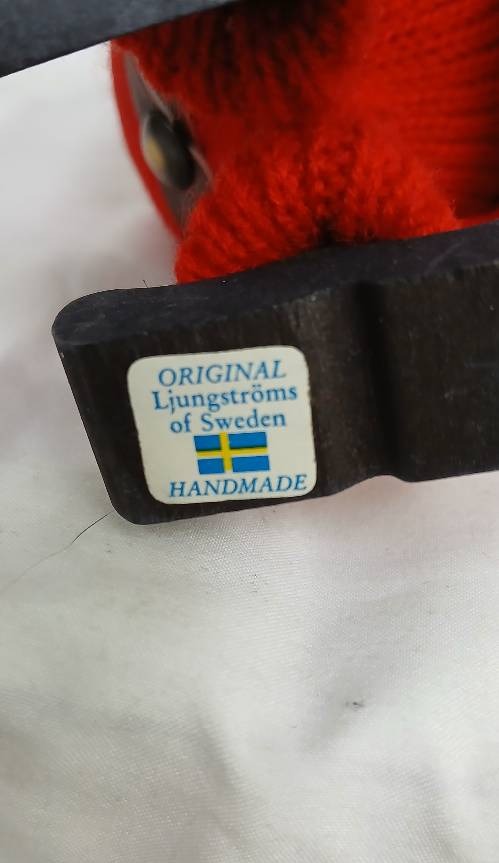 ORIGINAL
Ljungströms
of Sweden
HANDMADE